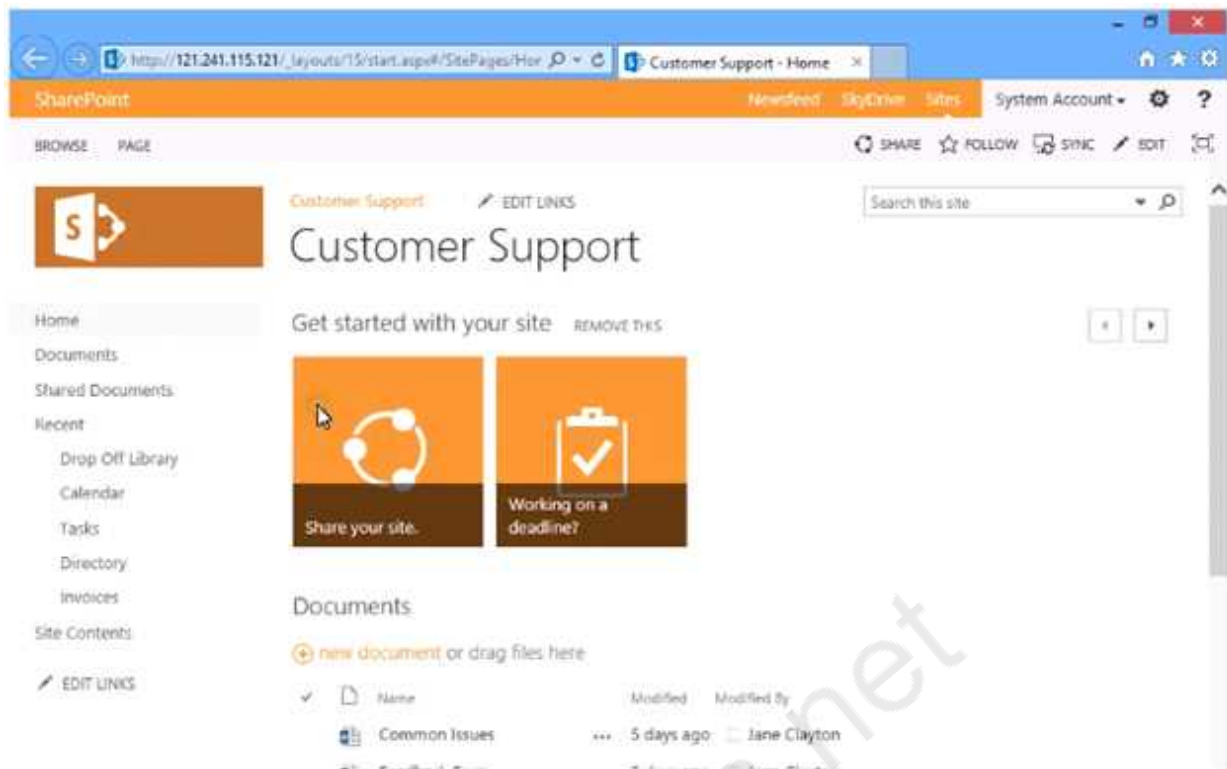 http://121.241.115.121/_layouts/15/start.aspx#/SitePages/Hor
Customer Support - Home
SharePoint
Newsfeed SkyDrive Sites System Account ?
BROWSE PAGE
SHARE FOLLOW SYNC EDIT
S
Customer Support EDIT LINKS
Search this site
Customer Support
Home
Documents
Shared Documents
Recent
Drop Off Library
Calendar
Tasks
Directory
Invoices
Site Contents
EDIT LINKS
Get started with your site REMOVE THIS
Share your site.
Working on a
deadline?
Documents
new document or drag files here
Name Modified Modified By
Common Issues ... 5 days ago Jane Clayton